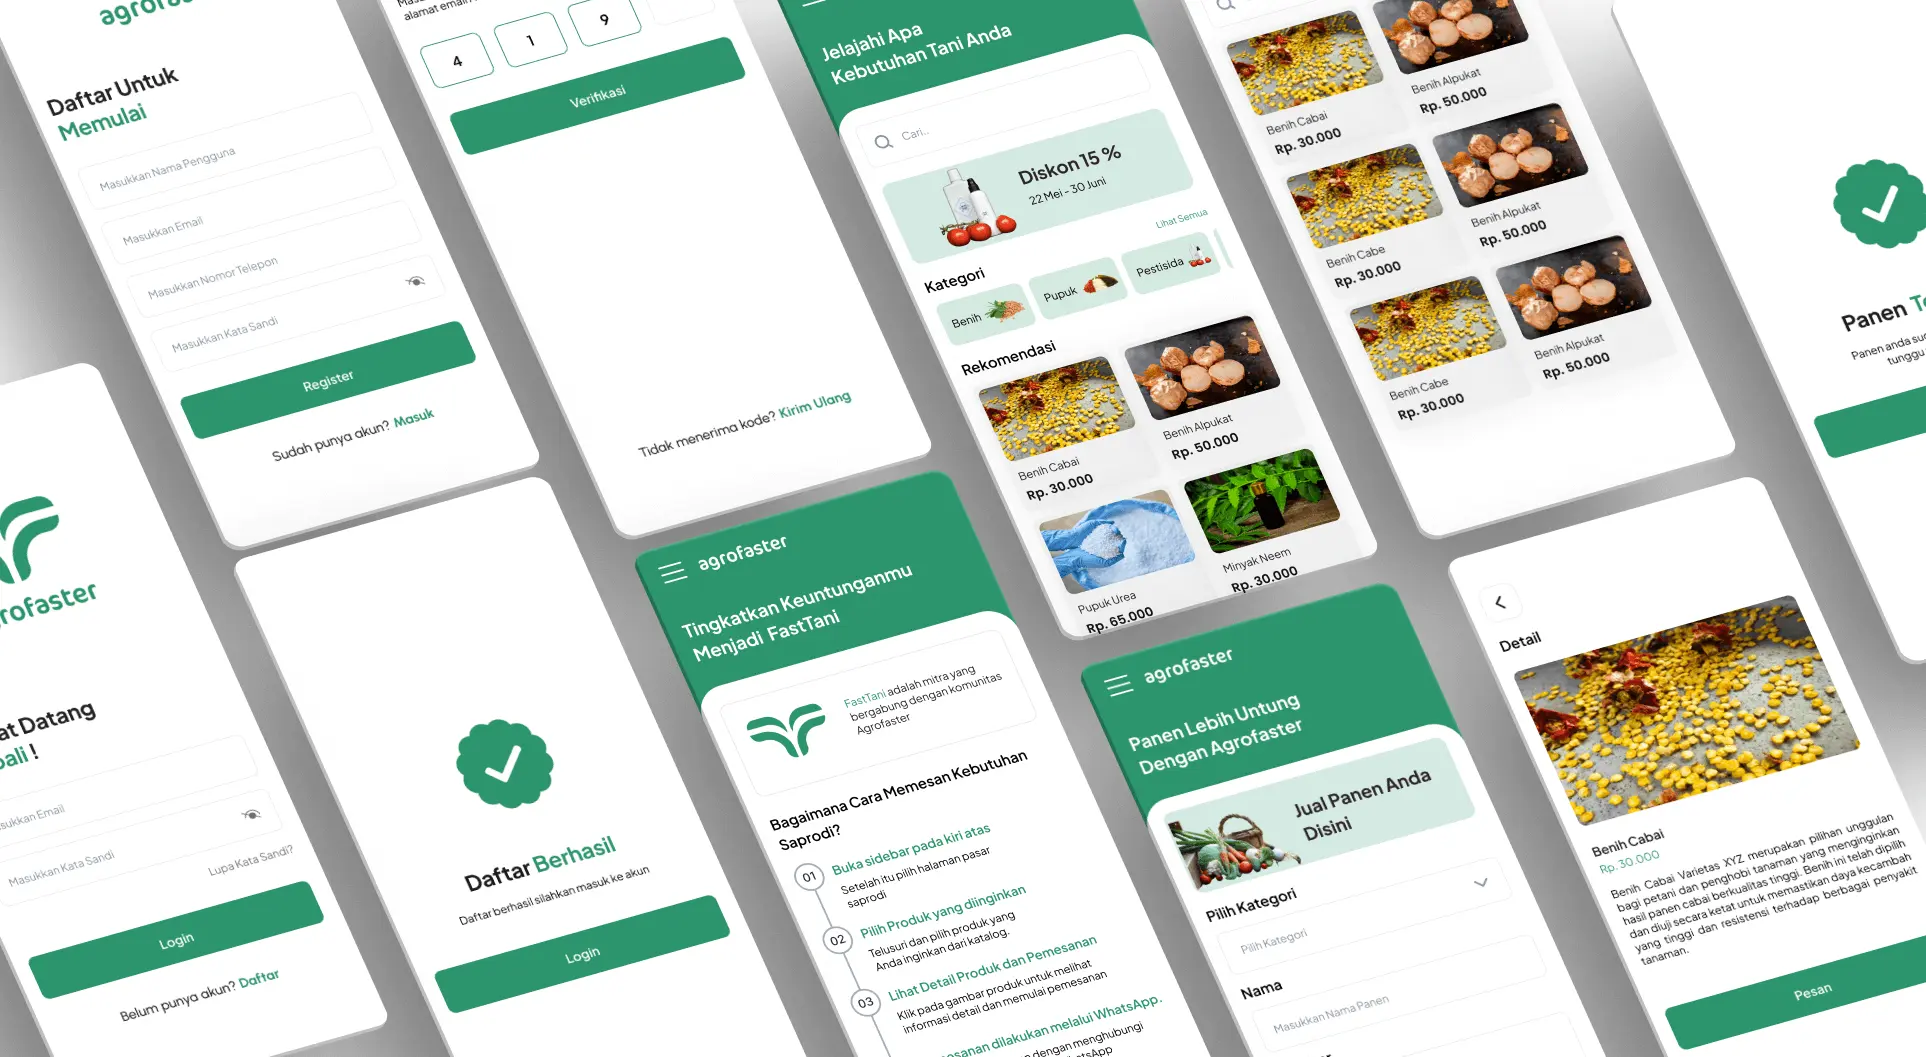 agrofaster
Daftar Untuk
Memulai
Masukkan Nama Pengguna
Masukkan Email
Masukkan Nomor Telepon
Masukkan Kata Sandi
Register
Sudah punya akun? Masuk
alamat email
4
1
9
Verifikasi
Tidak menerima kode? Kirim Ulang
Jelajahi Apa
Kebutuhan Tani Anda
Cari..
Diskon 15 %
22 Mei - 30 Juni
Lihat Semua
Kategori
Benih
Pupuk
Pestisida
Rekomendasi
Benih Cabai
Rp. 30.000
Benih Alpukat
Rp. 50.000
Pupuk Urea
Rp. 65.000
Minyak Neem
Rp. 30.000
Benih Cabai
Rp. 30.000
Benih Alpukat
Rp. 50.000
Benih Cabe
Rp. 30.000
Benih Alpukat
Rp. 50.000
Benih Cabe
Rp. 30.000
Benih Alpukat
Rp. 50.000
Panen
Panen anda
tunggu
rofaster
at Datang
bali !
sukkan Email
Masukkan Kata Sandi
Lupa Kata Sandi?
Login
Belum punya akun? Daftar
Daftar Berhasil
Daftar berhasil silahkan masuk ke akun
Login
agrofaster
Tingkatkan Keuntunganmu
Menjadi FastTani
FastTani adalah mitra yang
bergabung dengan komunitas
Agrofaster
Bagaimana Cara Memesan Kebutuhan
Saprodi?
01
Buka sidebar pada kiri atas
Setelah itu pilih halaman pasar
saprodi
02
Pilih Produk yang diinginkan
Telusuri dan pilih produk yang
Anda inginkan dari katalog.
03
Lihat Detail Produk dan Pemesanan
Klik pada gambar produk untuk melihat
informasi detail dan memulai pemesanan
esanan dilakukan melalui WhatsApp.
n dengan menghubungi
agrofaster
Panen Lebih Untung
Dengan Agrofaster
Jual Panen Anda
Disini
Pilih Kategori
Pilih Kategori
Nama
Masukkan Nama Panen
Detail
Benih Cabai
Rp. 30.000
Benih Cabai Varietas XYZ merupakan pilihan unggulan
bagi petani dan penghobi tanaman yang menginginkan
hasil panen cabai berkualitas tinggi. Benih ini telah dipilih
dan diuji secara ketat untuk memastikan daya kecambah
yang tinggi dan resistensi terhadap berbagai penyakit
tanaman.
Pesan